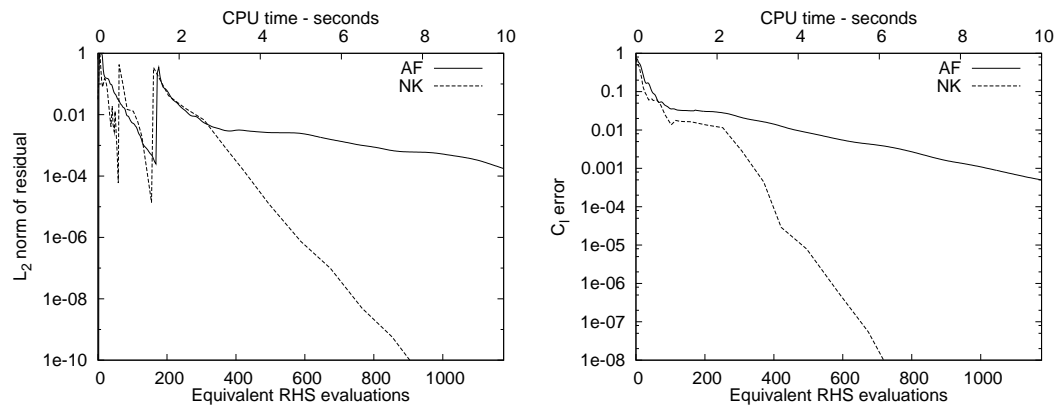 CPU time - seconds
0 2 4 6 8 10
1
0.01
1e-04
1e-06
1e-08
1e-10
L2 norm of residual
AF
NK
0 200 400 600 800 1000
Equivalent RHS evaluations
CPU time - seconds
0 2 4 6 8 10
1
0.1
0.01
0.001
1e-04
1e-05
1e-06
1e-07
1e-08
Cl error
AF
NK
0 200 400 600 800 1000
Equivalent RHS evaluations